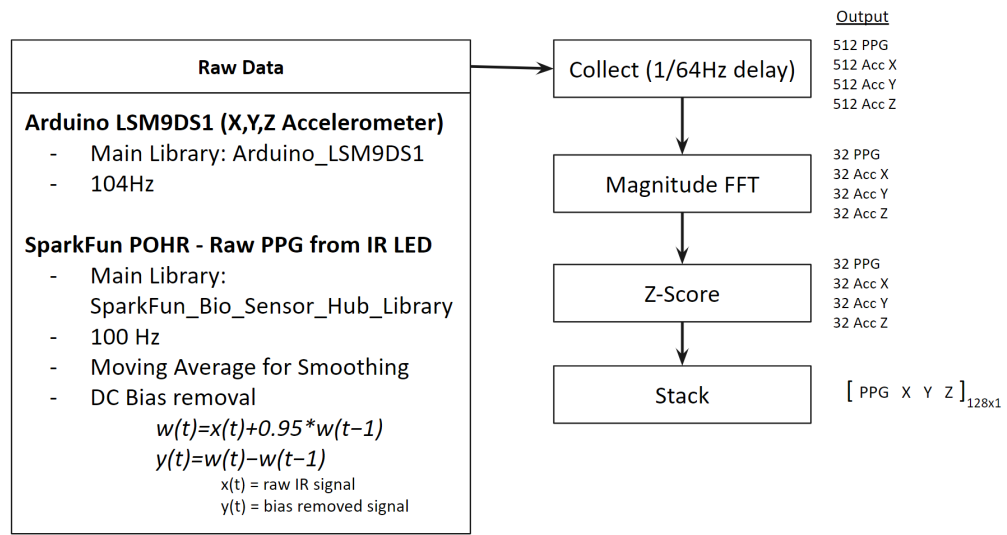 Raw Data
Arduino LSM9DS1 (X,Y,Z Accelerometer)
- Main Library: Arduino_LSM9DS1
- 104Hz
SparkFun POHR - Raw PPG from IR LED
- Main Library:
SparkFun_Bio_Sensor_Hub_Library
- 100 Hz
- Moving Average for Smoothing
- DC Bias removal
w(t)=x(t)+0.95*w(t−1)
y(t)=w(t)−w(t−1)
x(t) = raw IR signal
y(t) = bias removed signal
Output
Collect (1/64Hz delay)
512 PPG
512 Acc X
512 Acc Y
512 Acc Z
Magnitude FFT
32 PPG
32 Acc X
32 Acc Y
32 Acc Z
Z-Score
32 PPG
32 Acc X
32 Acc Y
32 Acc Z
Stack
[ PPG X Y Z ]128x1